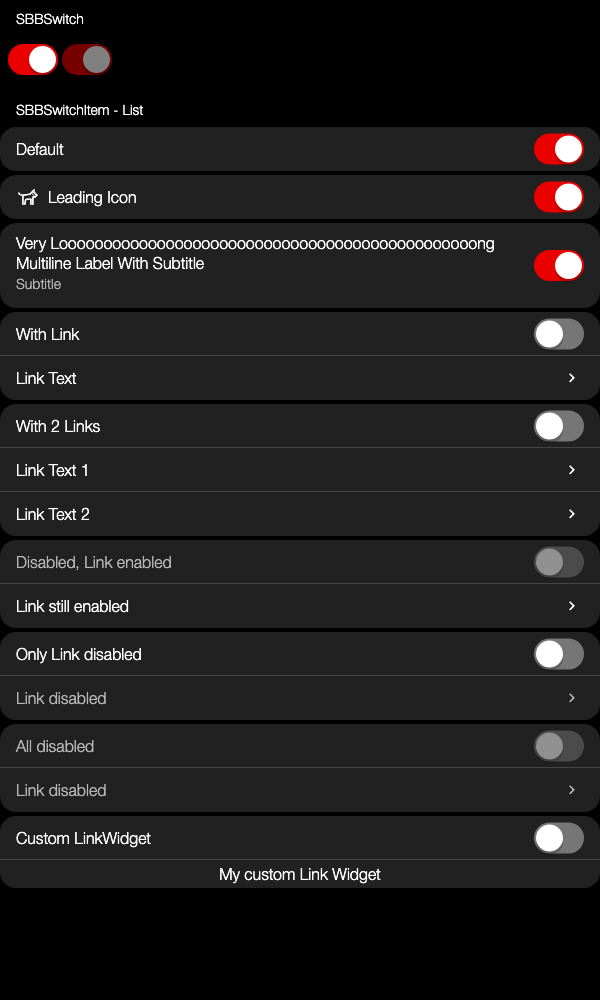 SBBSwitch
SBBSwitchItem - List
Default
Leading Icon
Very Looooooooooooooooooooooooooooooooooooooooooooooong
Multiline Label With Subtitle
Subtitle
With Link
Link Text
With 2 Links
Link Text 1
Link Text 2
Disabled, Link enabled
Link still enabled
Only Link disabled
Link disabled
All disabled
Link disabled
Custom LinkWidget
My custom Link Widget